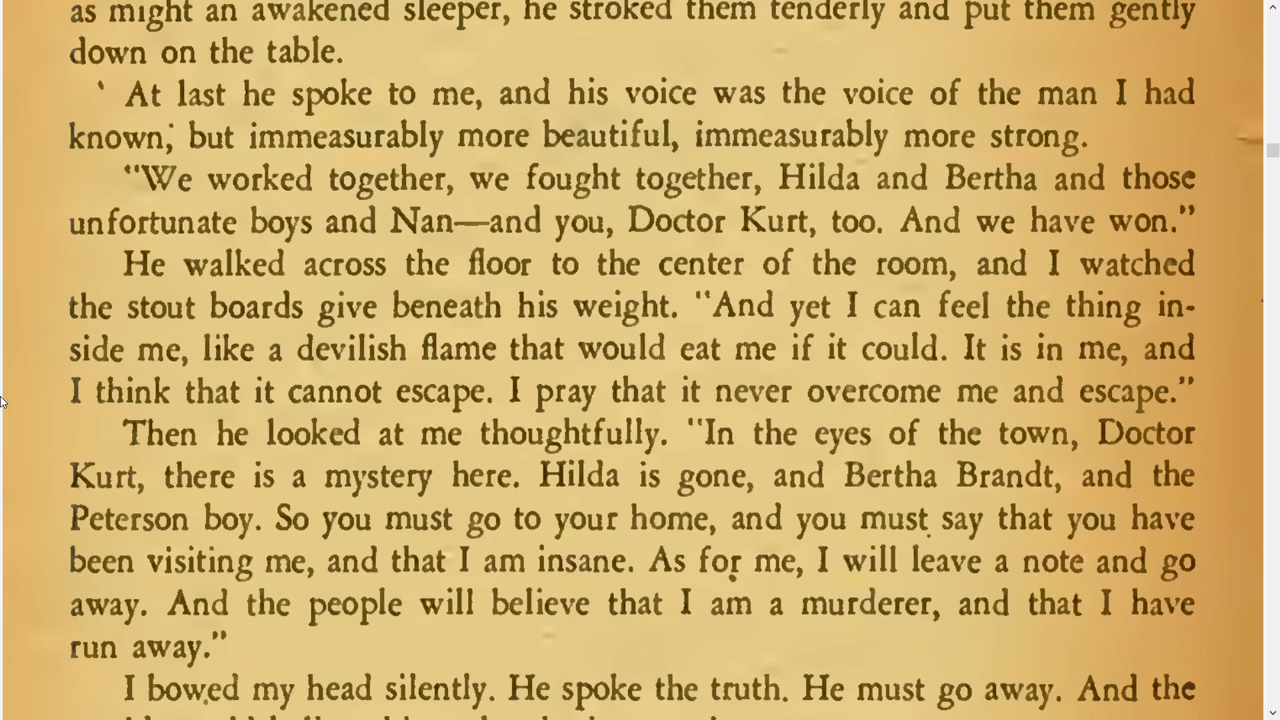 as might an awakened sleeper, he stroked them tenderly and put them gently
down on the table.
‘ At last he spoke to me, and his voice was the voice of the man I had
known; but immeasurably more beautiful, immeasurably more strong.
"We worked together, we fought together, Hilda and Bertha and those
unfortunate boys and Nan—and you, Doctor Kurt, too. And we have won."
He walked across the floor to the center of the room, and I watched
the stout boards give beneath his weight. "And yet I can feel the thing in-
side me, like a devilish flame that would eat me if it could. It is in me, and
I think that it cannot escape. I pray that it never overcome me and escape."
Then he looked at me thoughtfully. "In the eyes of the town, Doctor
Kurt, there is a mystery here. Hilda is gone, and Bertha Brandt, and the
Peterson boy. So you must go to your home, and you must say that you have
been visiting me, and that I am insane. As for me, I will leave a note and go
away. And the people will believe that I am a murderer, and that I have
run away."
I bowed my head silently. He spoke the truth. He must go away. And the